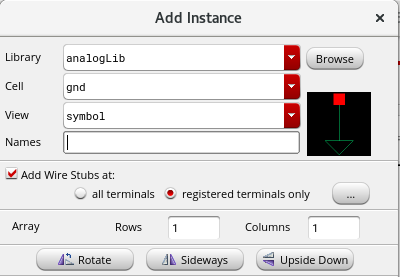 Add Instance
Library analogLib Browse
Cell gnd
View symbol
Names
Add Wire Stubs at:
all terminals registered terminals only ...
Array Rows 1 Columns 1
Rotate Sideways Upside Down